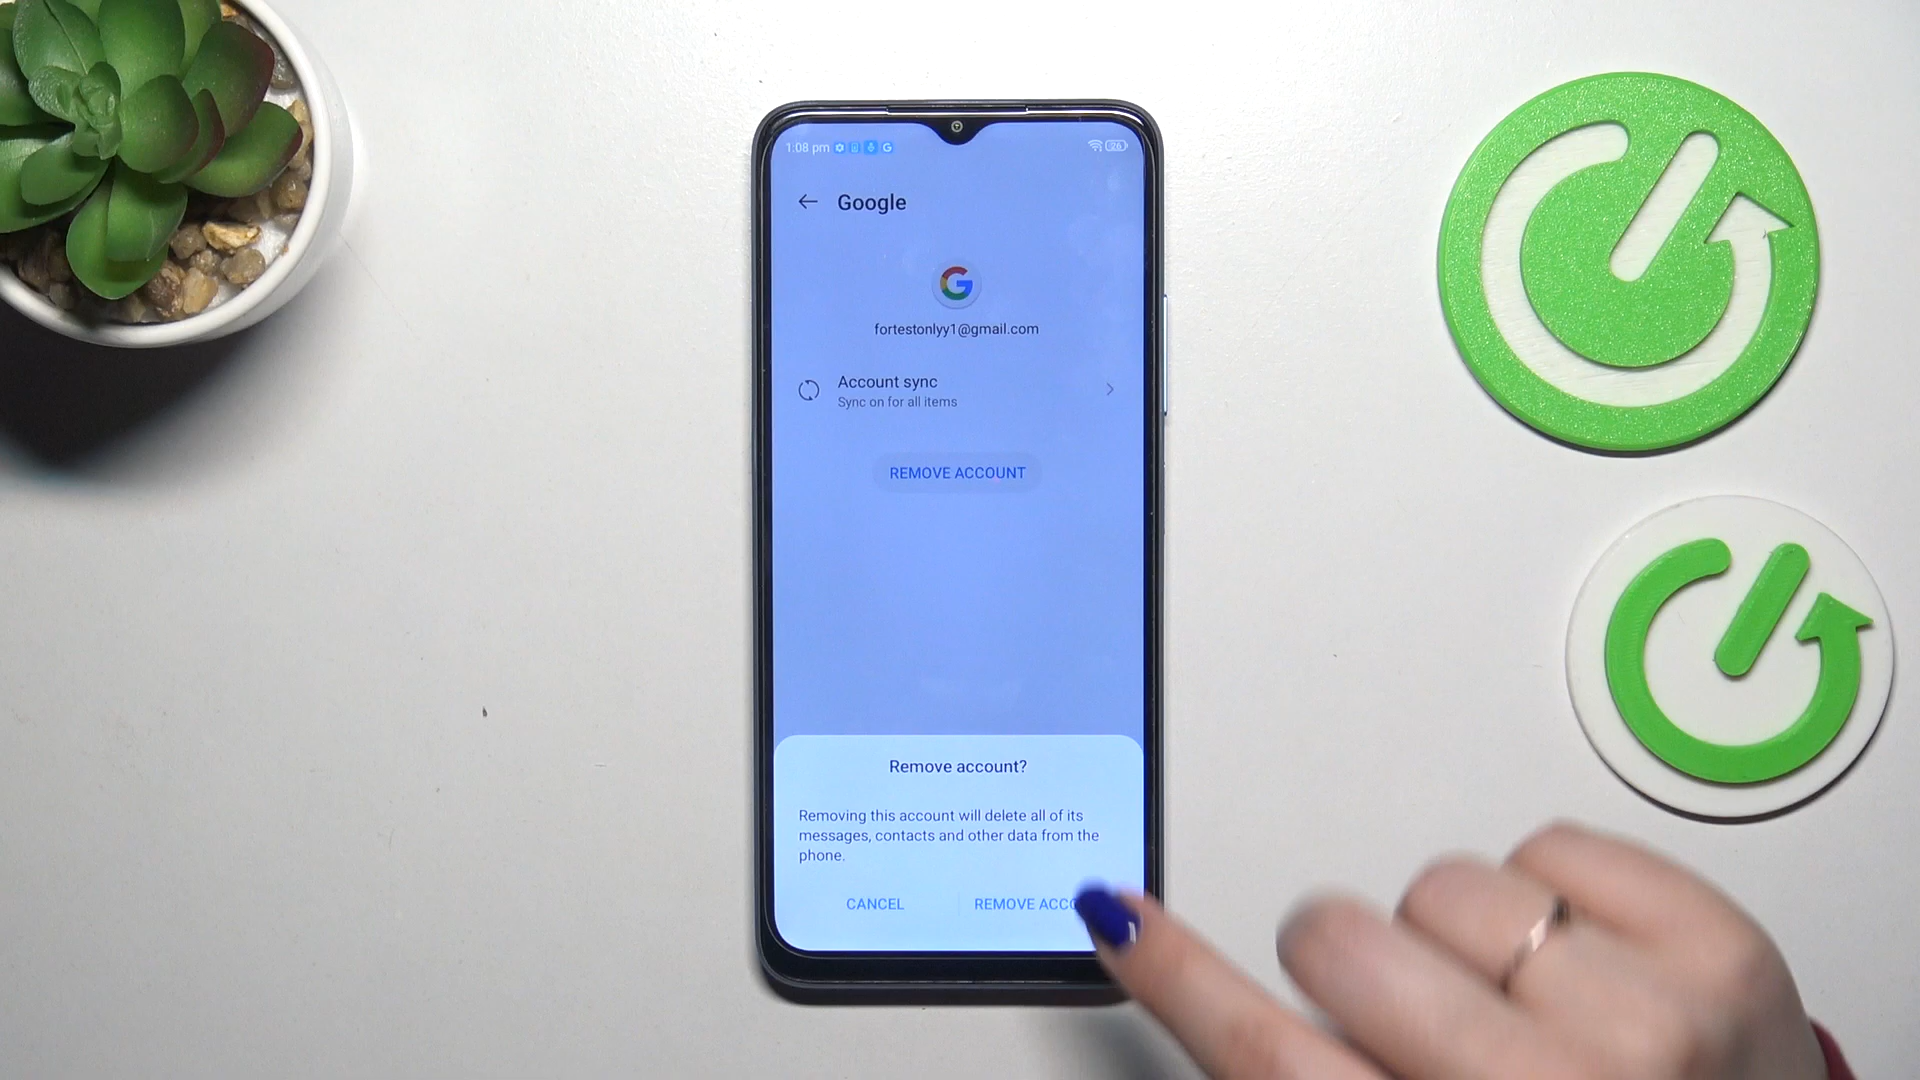 1:08 pm
26
Google
fortestonlyy1@gmail.com
Account sync
Sync on for all items
REMOVE ACCOUNT
Remove account?
Removing this account will delete all of its
messages, contacts and other data from the
phone.
CANCEL
REMOVE